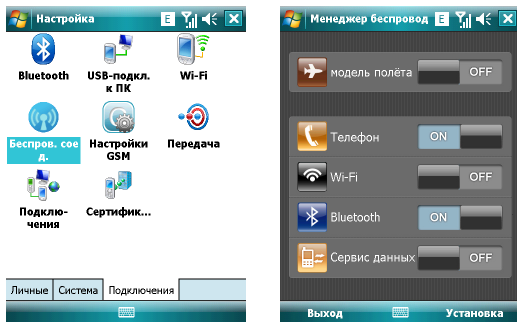 Настройка
E
Bluetooth
USB-подкл.
к ПК
Wi-Fi
Беспров. сое
д.
Настройки
GSM
Передача
Подклю-
чения
Сертифик...
Личные
Система
Подключения
Менеджер беспровод
E
модель полёта
OFF
Телефон
ON
Wi-Fi
OFF
Bluetooth
ON
Сервис данных
OFF
Выход
Установка